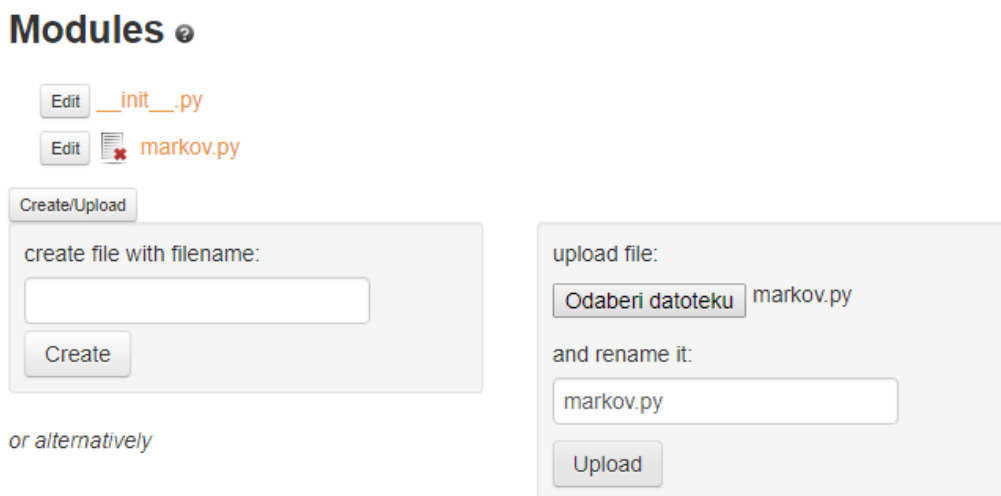 Modules
Edit __init__.py
Edit markov.py
Create/Upload
create file with filename:
Create
or alternatively
upload file:
Odaberi datoteku markov.py
and rename it:
markov.py
Upload